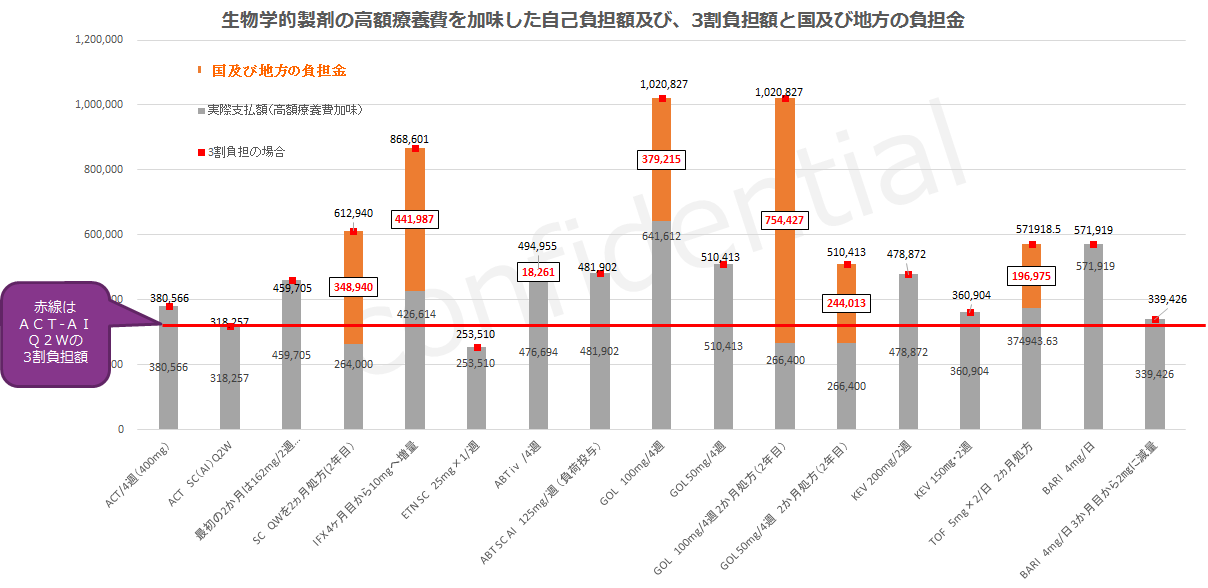 生物学的製剤の高額療養費を加味した自己負担額及び、3割負担額と国及び地方の負担金
1,200,000
1,000,000
800,000
600,000
0
国及び地方の負担金
実際支払額(高額療養費加味)
3割負担の場合
赤線は
ACT-AI
Q2Wの
3割負担額
380,566
318,257
459,705
612,940
868,601
253,510
494,955
481,902
1,020,827
510,413
1,020,827
510,413
478,872
360,904
571918.5
571,919
339,426
348,940
441,987
18,261
379,215
754,427
244,013
196,975
380,566
318,257
459,705
264,000
426,614
253,510
476,694
481,902
641,612
510,413
266,400
266,400
478,872
360,904
374943.63
571,919
339,426
ACT/4週(400mg)
ACT SC(AI)Q2W
最初の2か月は162mg/2週...
SC QWを2カ月処方(2年目)
IFX 4ヶ月目から10mgへ増量
ETN SC 25mg×1/週
ABT iv /4週
ABT SC AI 125mg/週 (負荷投与)
GOL 100mg/4週
GOL 50mg/4週
GOL 100mg/4週 2か月処方(2年目)
GOL 50mg/4週 2か月処方(2年目)
KEV 200mg/2週
KEV 150mg・2週
TOF 5mg×2/日 2ヵ月処方
BARI 4mg/日
BARI 4mg/日 3か月目から2mgに減量
confidential